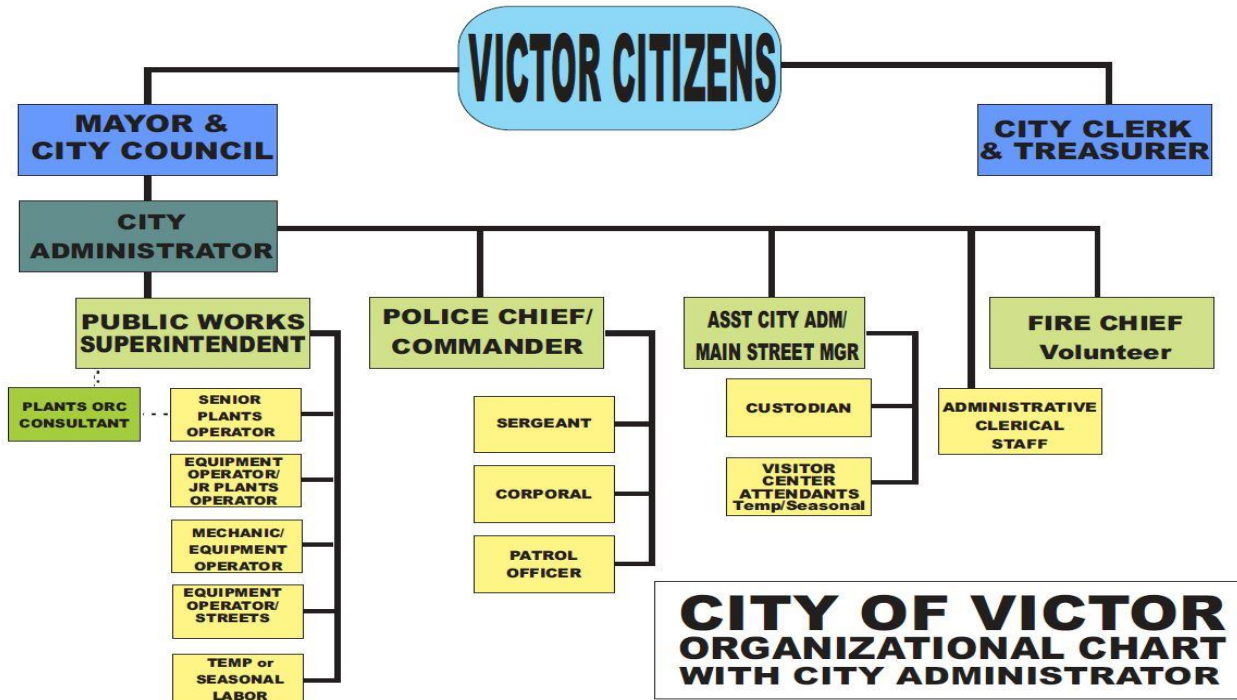 VICTOR CITIZENS
MAYOR &
CITY COUNCIL
CITY CLERK
& TREASURER
CITY
ADMINISTRATOR
PUBLIC WORKS
SUPERINTENDENT
POLICE CHIEF/
COMMANDER
ASST CITY ADM/
MAIN STREET MGR
FIRE CHIEF
Volunteer
PLANTS ORC
CONSULTANT
SENIOR
PLANTS
OPERATOR
EQUIPMENT
OPERATOR/
JR PLANTS
OPERATOR
MECHANIC/
EQUIPMENT
OPERATOR
EQUIPMENT
OPERATOR/
STREETS
TEMP or
SEASONAL
LABOR
SERGEANT
CORPORAL
PATROL
OFFICER
CUSTODIAN
VISITOR
CENTER
ATTENDANTS
Temp/Seasonal
ADMINISTRATIVE
CLERICAL
STAFF
CITY OF VICTOR
ORGANIZATIONAL CHART
WITH CITY ADMINISTRATOR